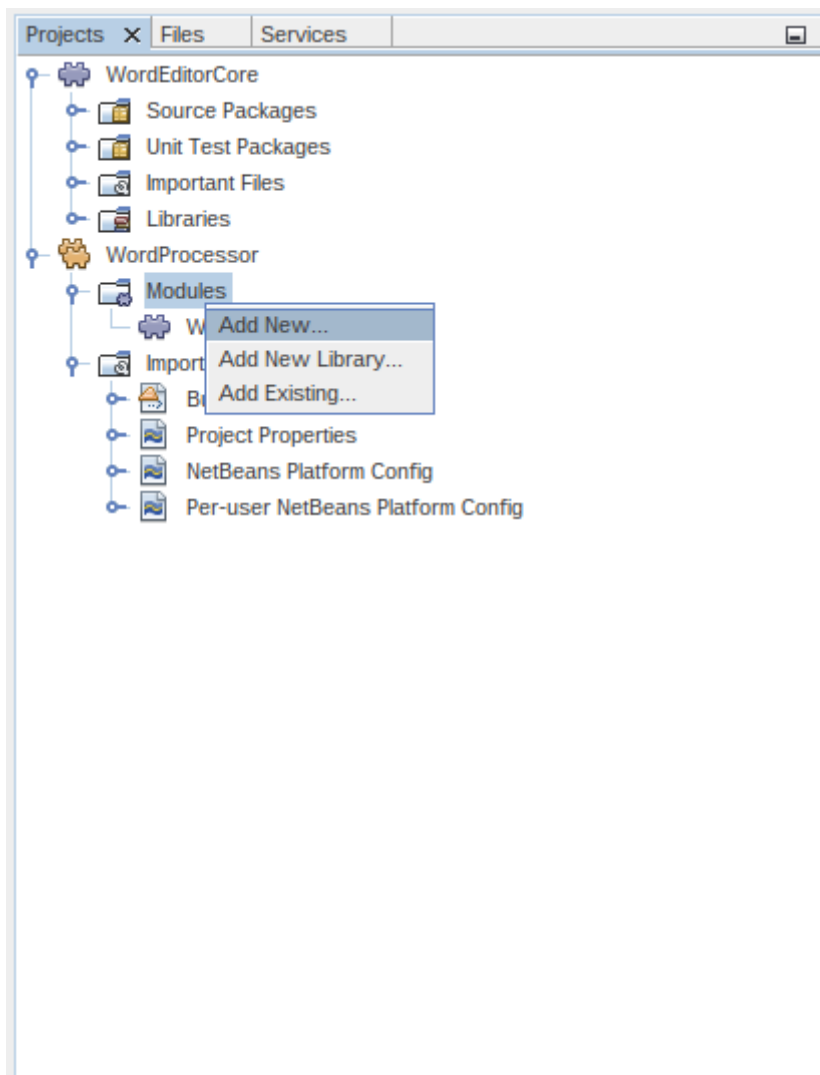 Projects Files Services
WordEditorCore
Source Packages
Unit Test Packages
Important Files
Libraries
WordProcessor
Modules
Add New...
Add New Library...
Add Existing...
Project Properties
NetBeans Platform Config
Per-user NetBeans Platform Config